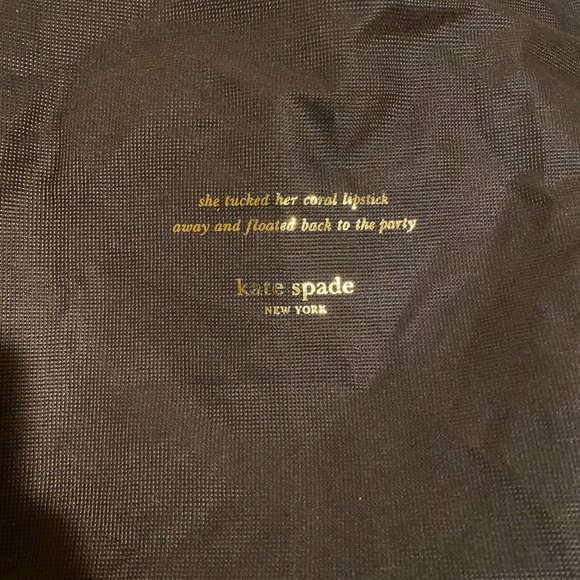 she tucked her coral lipstick
away and floated back to the party
kate spade
NEW YORK